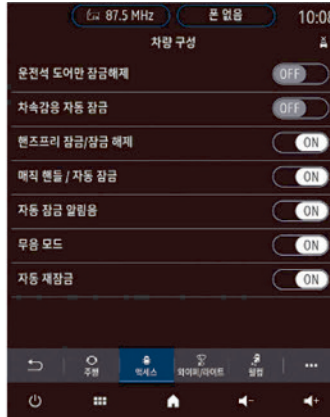 87.5 MHz
폰 없음
10:08
차량 구성
운전석 도어만 잠금해제
OFF
차속감응 자동 잠금
OFF
핸즈프리 잠금/잠금 해제
ON
매직 핸들 / 자동 잠금
ON
자동 잠금 알림음
ON
무음 모드
ON
자동 재잠금
ON
주행
액세스
와이퍼/라이트
웰컴